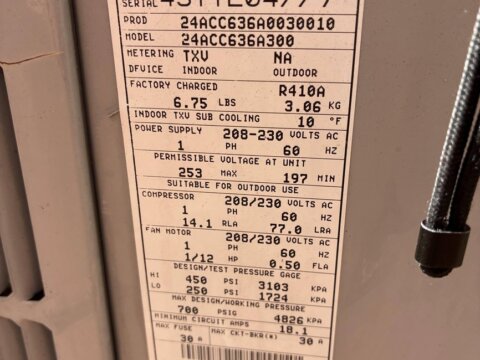 SERIAL
PROD 24ACC636A0030010
MODEL 24ACC636A300
METERING TXV NA
DEVICE INDOOR OUTDOOR
FACTORY CHARGED R410A
6.75 LBS 3.06 KG
INDOOR TXV SUB COOLING 10 °F
POWER SUPPLY 208-230 VOLTS AC
1 PH 60 HZ
PERMISSIBLE VOLTAGE AT UNIT
253 MAX 197 MIN
SUITABLE FOR OUTDOOR USE
COMPRESSOR 208/230 VOLTS AC
1 PH 60 HZ
14.1 RLA 77.0 LRA
FAN MOTOR 208/230 VOLTS AC
1 PH 60 HZ
1/12 HP 0.50 FLA
DESIGN/TEST PRESSURE GAGE
HI 450 PSI 3103 KPA
LO 250 PSI 1724 KPA
MAX DESIGN/WORKING PRESSURE
700 PSIG 4826 KPA
MINIMUM CIRCUIT AMPS 18.1
MAX FUSE MAX CKT-BKR(*)
30 A 30 A